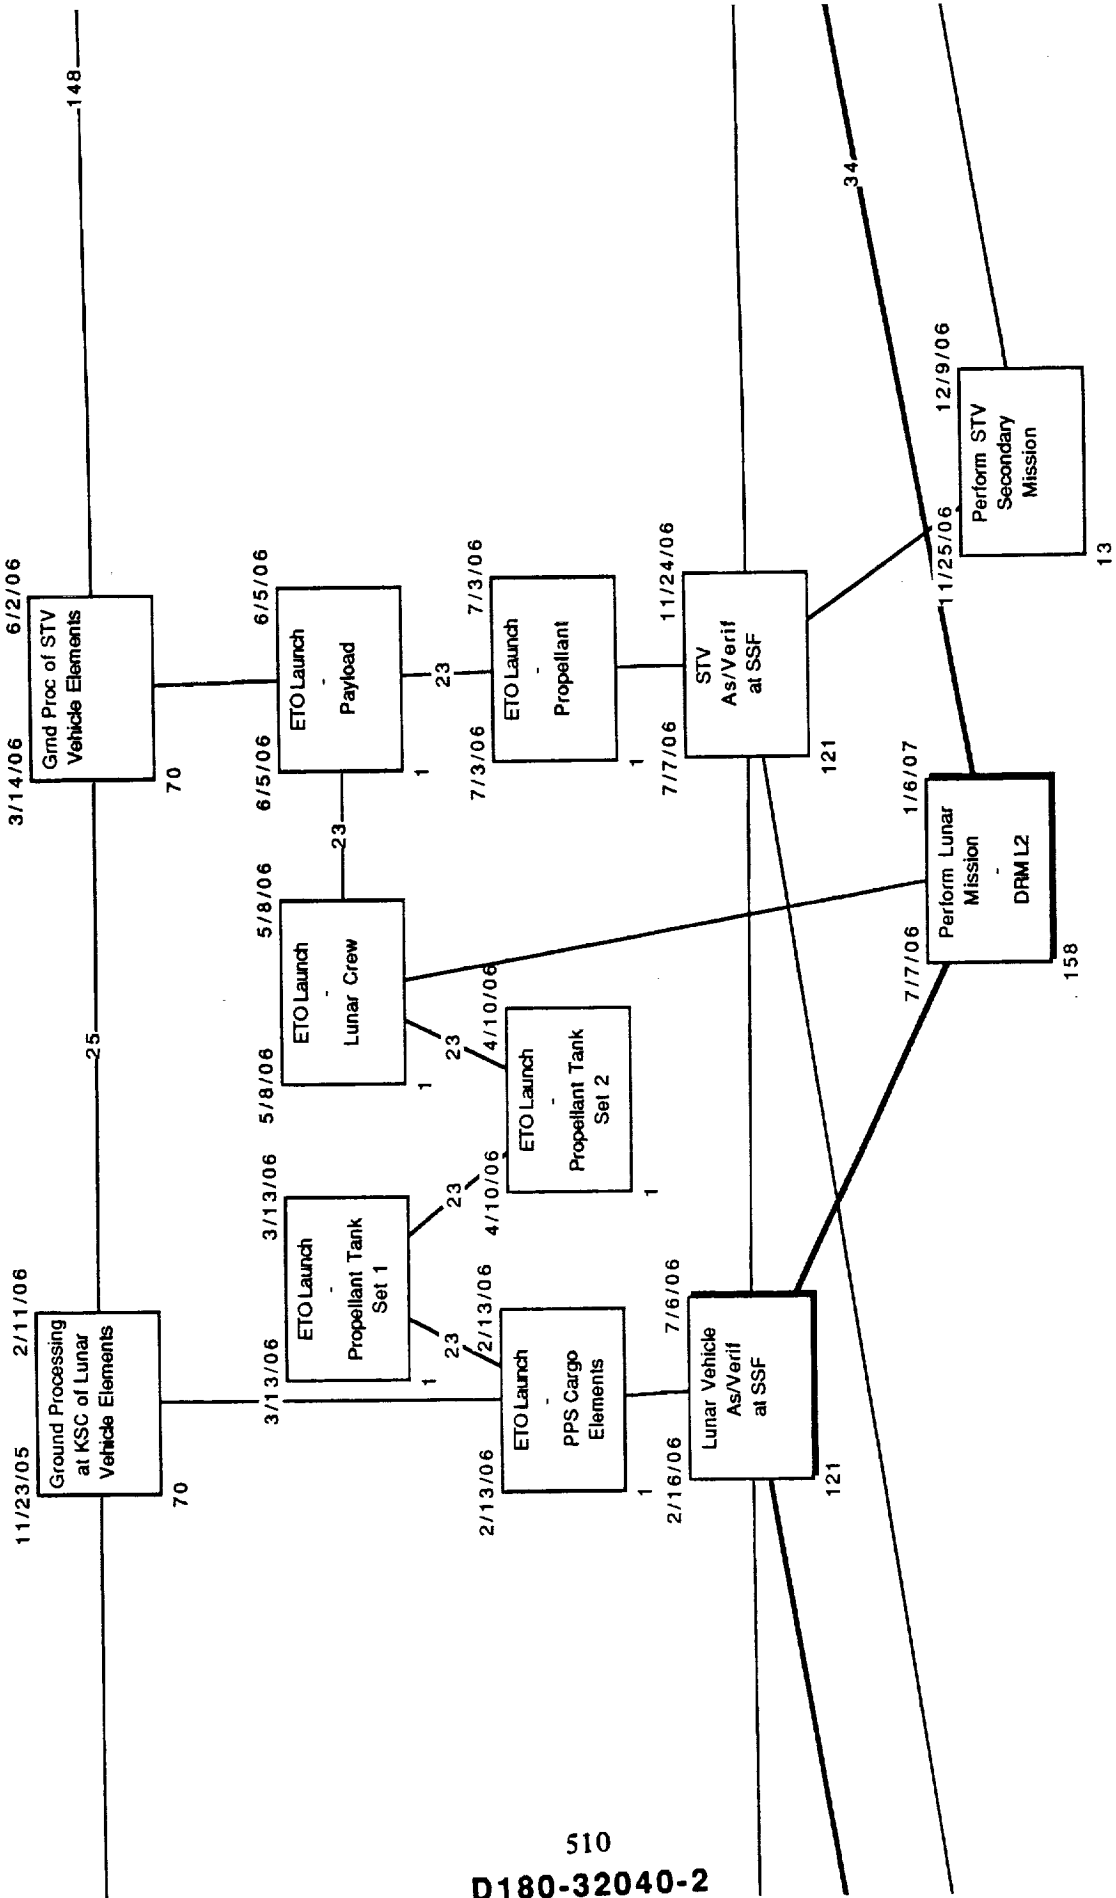 11/23/05
2/11/06
Ground Processing
at KSC of Lunar
Vehicle Elements
70
25
3/14/06
6/2/06
Grnd Proc of STV
Vehicle Elements
70
148
3/13/06
3/13/06
ETO Launch
-
Propellant Tank
Set 1
1
5/8/06
5/8/06
ETO Launch
-
Lunar Crew
1
23
6/5/06
6/5/06
ETO Launch
-
Payload
1
23
23
23
23
2/13/06
2/13/06
ETO Launch
-
PPS Cargo
Elements
1
4/10/06
4/10/06
ETO Launch
-
Propellant Tank
Set 2
1
7/3/06
7/3/06
ETO Launch
-
Propellant
1
2/16/06
7/6/06
Lunar Vehicle
As/Verif
at SSF
121
7/7/06
11/24/06
STV
As/Verif
at SSF
121
34
7/7/06
1/6/07
Perform Lunar
Mission
-
DRM L2
158
11/25/06
12/9/06
Perform STV
Secondary
Mission
13
510
D180-32040-2